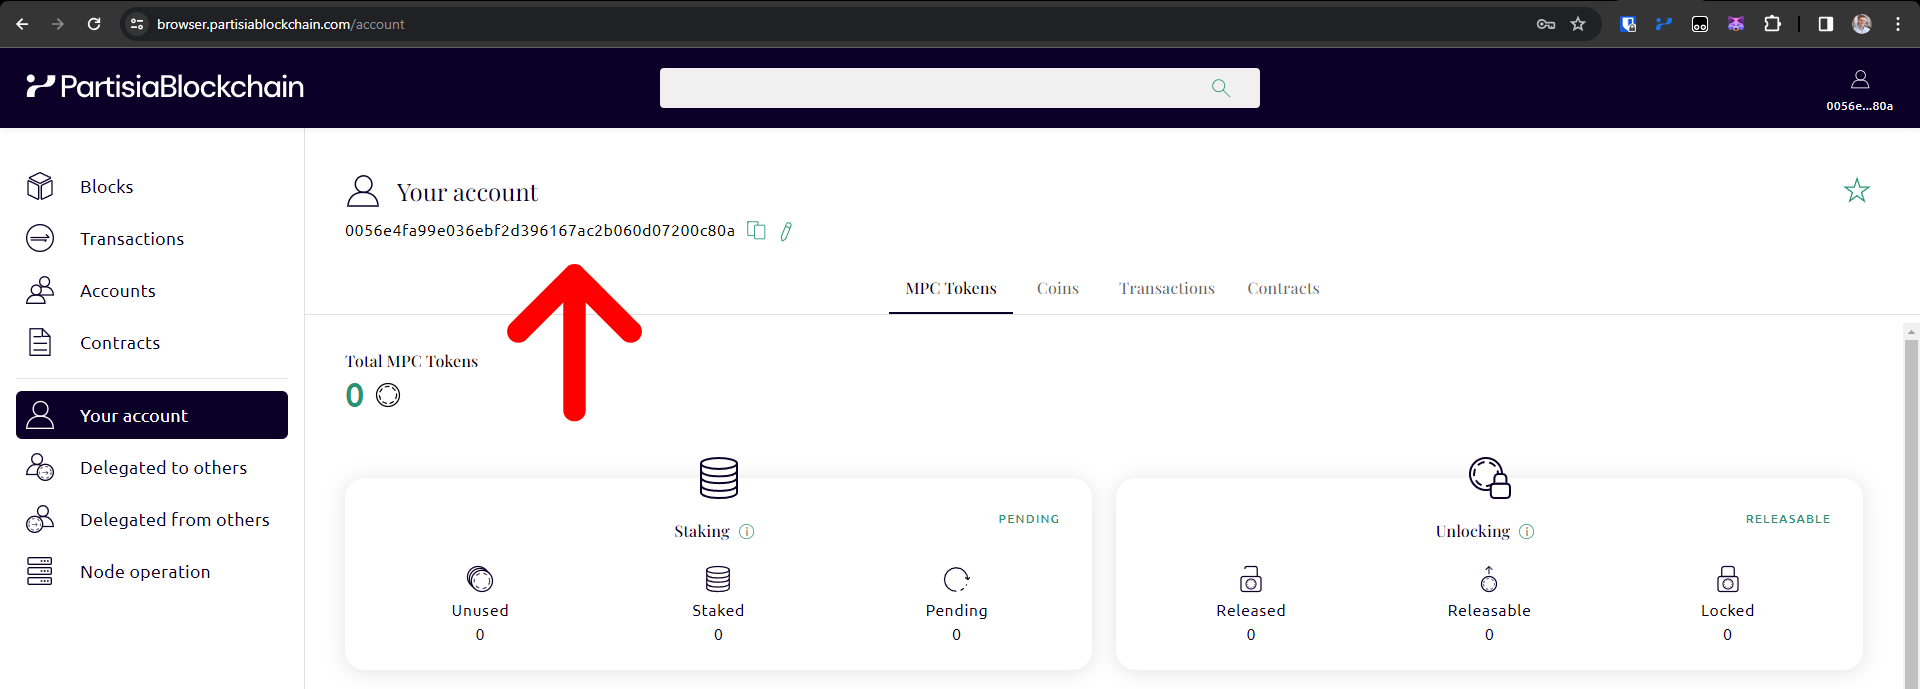 browser.partisiablockchain.com/account
PartisiaBlockchain
0056e...80a
Blocks
Transactions
Accounts
Contracts
Your account
Delegated to others
Delegated from others
Node operation
Your account
0056e4fa99e036ebf2d396167ac2b060d07200c80a
MPC Tokens Coins Transactions Contracts
Total MPC Tokens
0
PENDING
Staking
Unused Staked Pending
0 0 0
RELEASABLE
Unlocking
Released Releasable Locked
0 0 0